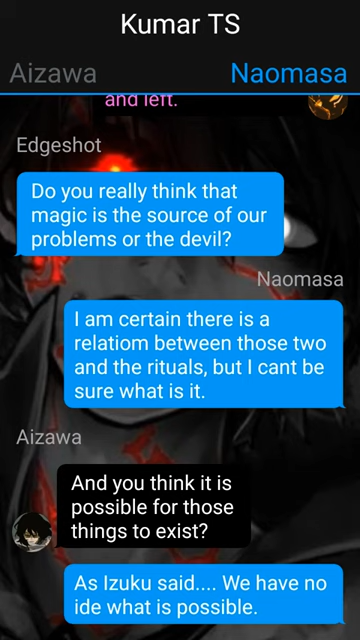 Kumar TS
Aizawa
Naomasa
and left.
Edgeshot
Do you really think that
magic is the source of our
problems or the devil?
Naomasa
I am certain there is a
relatiom between those two
and the rituals, but I cant be
sure what is it.
Aizawa
And you think it is
possible for those
things to exist?
As Izuku said.... We have no
ide what is possible.